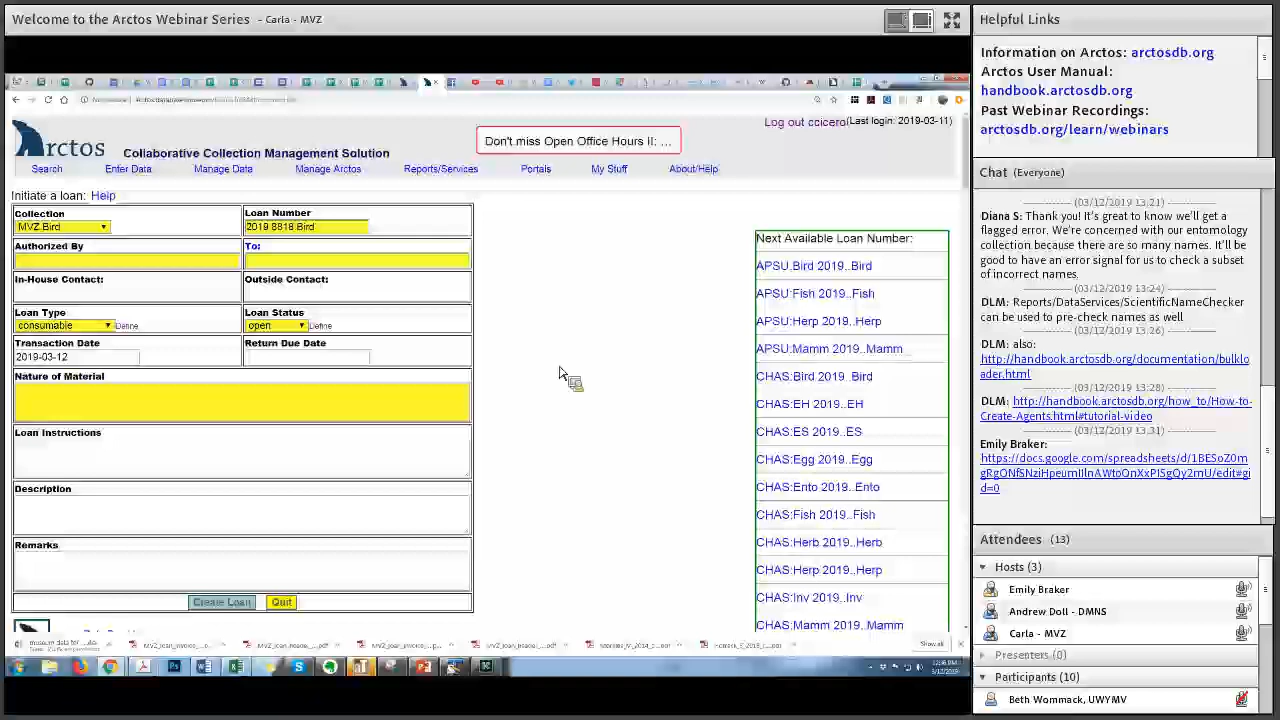 Welcome to the Arctos Webinar Series - Carla - MVZ
Logout ccicero (Last login: 2019-03-11)
Don't miss Open Office Hours II: ...
Arctos Collaborative Collection Management Solution
Search Enter Data Manage Data Manage Arctos Reports/Services Portals My Stuff About/Help
Initiate a loan: Help
Collection Loan Number
MVZ:Bird 2019.8818.Bird
Authorized By To:
In-House Contact: Outside Contact:
Loan Type Loan Status
consumable Define open Define
Transaction Date Return Due Date
2019-03-12
Nature of Material
Loan Instructions
Description
Remarks
Create Loan Quit
Next Available Loan Number:
APSU:Bird 2019..Bird
APSU:Fish 2019..Fish
APSU:Herp 2019..Herp
APSU:Mamm 2019..Mamm
CHAS:Bird 2019..Bird
CHAS:EH 2019..EH
CHAS:ES 2019..ES
CHAS:Egg 2019..Egg
CHAS:Ento 2019..Ento
CHAS:Fish 2019..Fish
CHAS:Herb 2019..Herb
CHAS:Herp 2019..Herp
CHAS:Inv 2019..Inv
CHAS:Mamm 2019..Mamm
Show all
3/12/2019
Helpful Links
Information on Arctos: arctosdb.org
Arctos User Manual:
handbook.arctosdb.org
Past Webinar Recordings:
arctosdb.org/learn/webinars
Chat (Everyone)
(03/12/2019 13:21)
Diana S: Thank you! It's great to know we'll get a
flagged error. We're concerned with our entomology
collection because there are so many names. It'll be
good to have an error signal for us to check a subset
of incorrect names.
(03/12/2019 13:24)
DLM: Reports/DataServices/ScientificNameChecker
can be used to pre-check names as well
(03/12/2019 13:26)
DLM: also:
http://handbook.arctosdb.org/documentation/bulklo
ader.html
(03/12/2019 13:28)
DLM: http://handbook.arctosdb.org/how_to/How-to-
Create-Agents.html#tutorial-video
(03/12/2019 13:31)
Emily Braker:
Attendees (13)
Hosts (3)
Emily Braker
Andrew Doll - DMNS
Carla - MVZ
Presenters (0)
Participants (10)
Beth Wommack, UWYMV